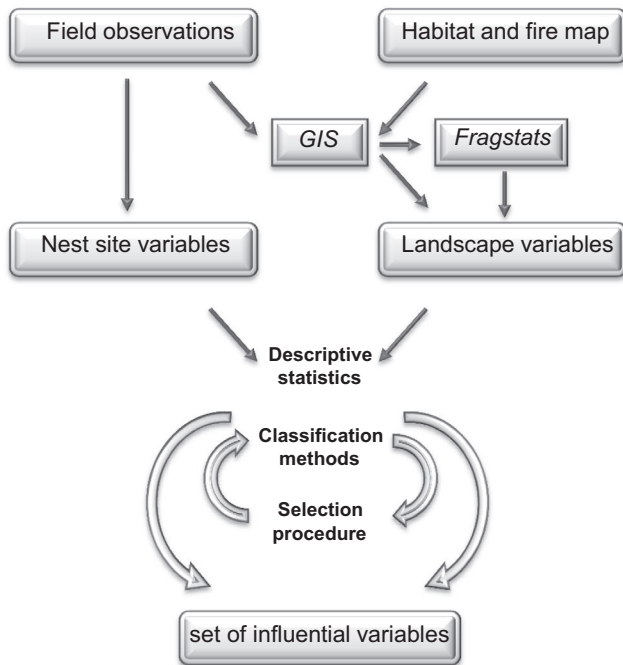 Field observations
Habitat and fire map
GIS
Fragstats
Nest site variables
Landscape variables
Descriptive
statistics
Classification
methods
Selection
procedure
set of influential variables